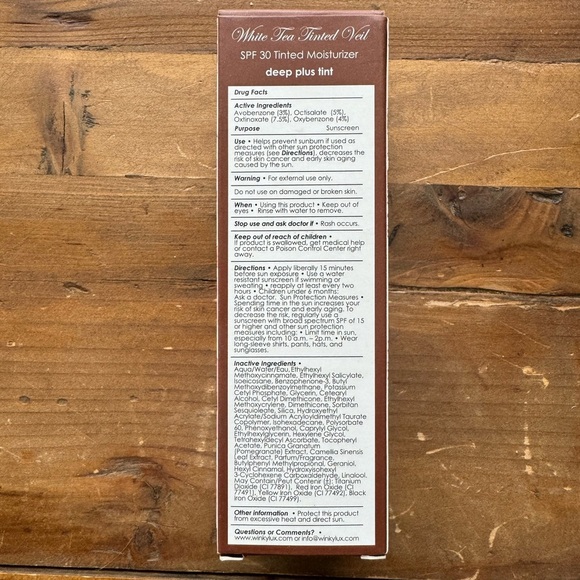 White Tea Tinted Veil
SPF 30 Tinted Moisturizer
deep plus tint
Drug Facts
Active Ingredients
Avobenzone (3%), Octisalate (5%),
Oxtinoxate (7.5%), Oxybenzone (4%)
Purpose Sunscreen
Use • Helps prevent sunburn if used as
directed with other sun protection
measures (see Directions), decreases the
risk of skin cancer and early skin aging
caused by the sun.
Warning • For external use only.
Do not use on damaged or broken skin.
When • Using this product • Keep out of
eyes • Rinse with water to remove.
Stop use and ask doctor if • Rash occurs.
Keep out of reach of children •
If product is swallowed, get medical help
or contact a Poison Control Center right
away.
Directions • Apply liberally 15 minutes
before sun exposure • Use a water
resistant sunscreen if swimming or
sweating • reapply at least every two
hours • Children under 6 months:
Ask a doctor. Sun Protection Measures •
Spending time in the sun increases your
risk of skin cancer and early aging. To
decrease the risk, regularly use a
sunscreen with broad spectrum SPF of 15
or higher and other sun protection
measures including: • Limit time in sun,
especially from 10 a.m. – 2p.m. • Wear
long-sleeve shirts, pants, hats, and
sunglasses.
Inactive Ingredients •
Aqua/Water/Eau, Ethylhexyl
Methoxycinnamate, Ethylhexyl Salicylate,
Isoeicosane, Benzophenone-3, Butyl
Methoxydibenzoylmethane, Potassium
Cetyl Phosphate, Glycerin, Cetearyl
Alcohol, Cetyl Dimethicone, Ethylhexyl
Methoxycrylene, Dimethicone, Sorbitan
Sesquioleate, Silica, Hydroxyethyl
Acrylate/Sodium Acryloyldimethyl Taurate
Copolymer, Isohexadecane, Polysorbate
60, Phenoxyethanol, Caprylyl Glycol,
Ethylhexylglycerin, Hexylene Glycol,
Tetrahexyldecyl Ascorbate, Tocopheryl
Acetate, Punica Granatum
(Pomegranate) Extract, Camellia Sinensis
Leaf Extract, Parfum/Fragrance,
Butylphenyl Methylpropional, Geraniol,
Hexyl Cinnamal, Hydroxyisohexyl
3-Cyclohexene Carboxaldehyde, Linalool.
May Contain/Peut Contenir (±): Titanium
Dioxide (CI 77891), Red Iron Oxide (CI
77491), Yellow Iron Oxide (CI 77492), Black
Iron Oxide (CI 77499).
Other information • Protect this product
from excessive heat and direct sun.
Questions or Comments? •
www.winkylux.com or info@winkylux.com